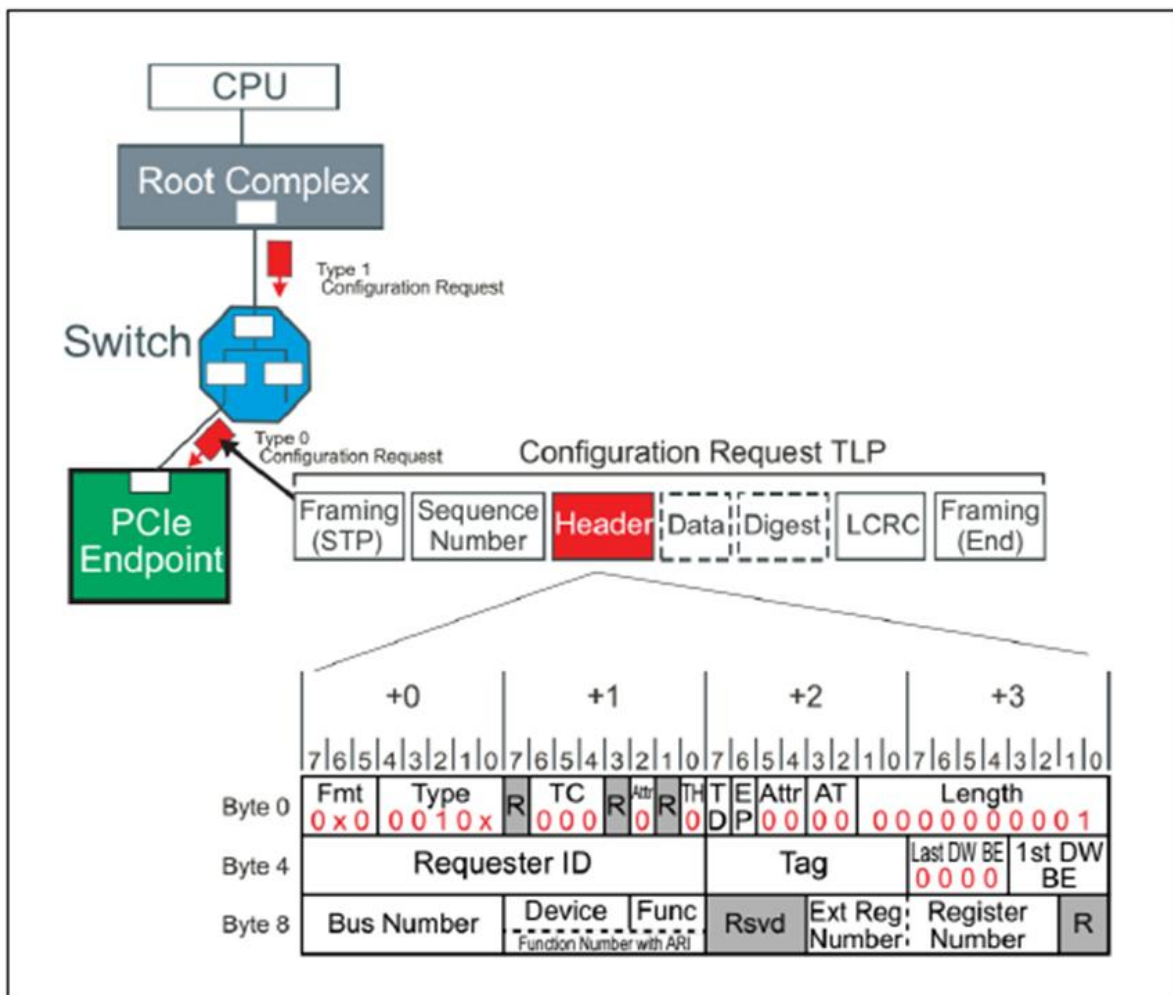 CPU
Root Complex
Type 1
Configuration Request
Switch
Type 0
Configuration Request
Configuration Request TLP
PCIe
Endpoint
Framing
(STP)
Sequence
Number
Header
Data
Digest
LCRC
Framing
(End)
+0 +1 +2 +3
7 6 5 4 3 2 1 0 7 6 5 4 3 2 1 0 7 6 5 4 3 2 1 0 7 6 5 4 3 2 1 0
Byte 0
Fmt
0 x 0
Type
0 0 1 0 x
R
TC
0 0 0
R
Attr
0
R
TH
0
T
D
E
P
Attr
0 0
AT
0 0
Length
0 0 0 0 0 0 0 0 0 1
Byte 4
Requester ID
Tag
Last DW BE
0 0 0 0
1st DW
BE
Byte 8
Bus Number
Device
Func
Function Number with ARI
Rsvd
Ext Reg
Number
Register
Number
R